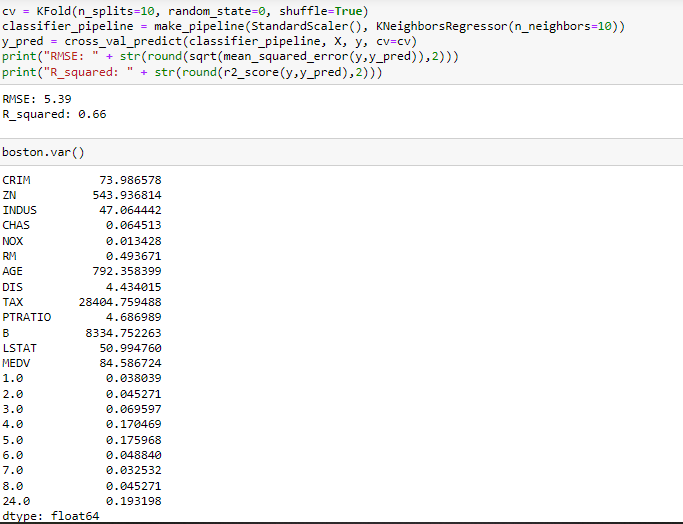 cv = KFold(n_splits=10, random_state=0, shuffle=True)
classifier_pipeline = make_pipeline(StandardScaler(), KNeighborsRegressor(n_neighbors=10))
y_pred = cross_val_predict(classifier_pipeline, X, y, cv=cv)
print("RMSE: " + str(round(sqrt(mean_squared_error(y,y_pred)),2)))
print("R_squared: " + str(round(r2_score(y,y_pred),2)))
RMSE: 5.39
R_squared: 0.66
boston.var()
CRIM 73.986578
ZN 543.936814
INDUS 47.064442
CHAS 0.064513
NOX 0.013428
RM 0.493671
AGE 792.358399
DIS 4.434015
TAX 28404.759488
PTRATIO 4.686989
B 8334.752263
LSTAT 50.994760
MEDV 84.586724
1.0 0.038039
2.0 0.045271
3.0 0.069597
4.0 0.170469
5.0 0.175968
6.0 0.048840
7.0 0.032532
8.0 0.045271
24.0 0.193198
dtype: float64